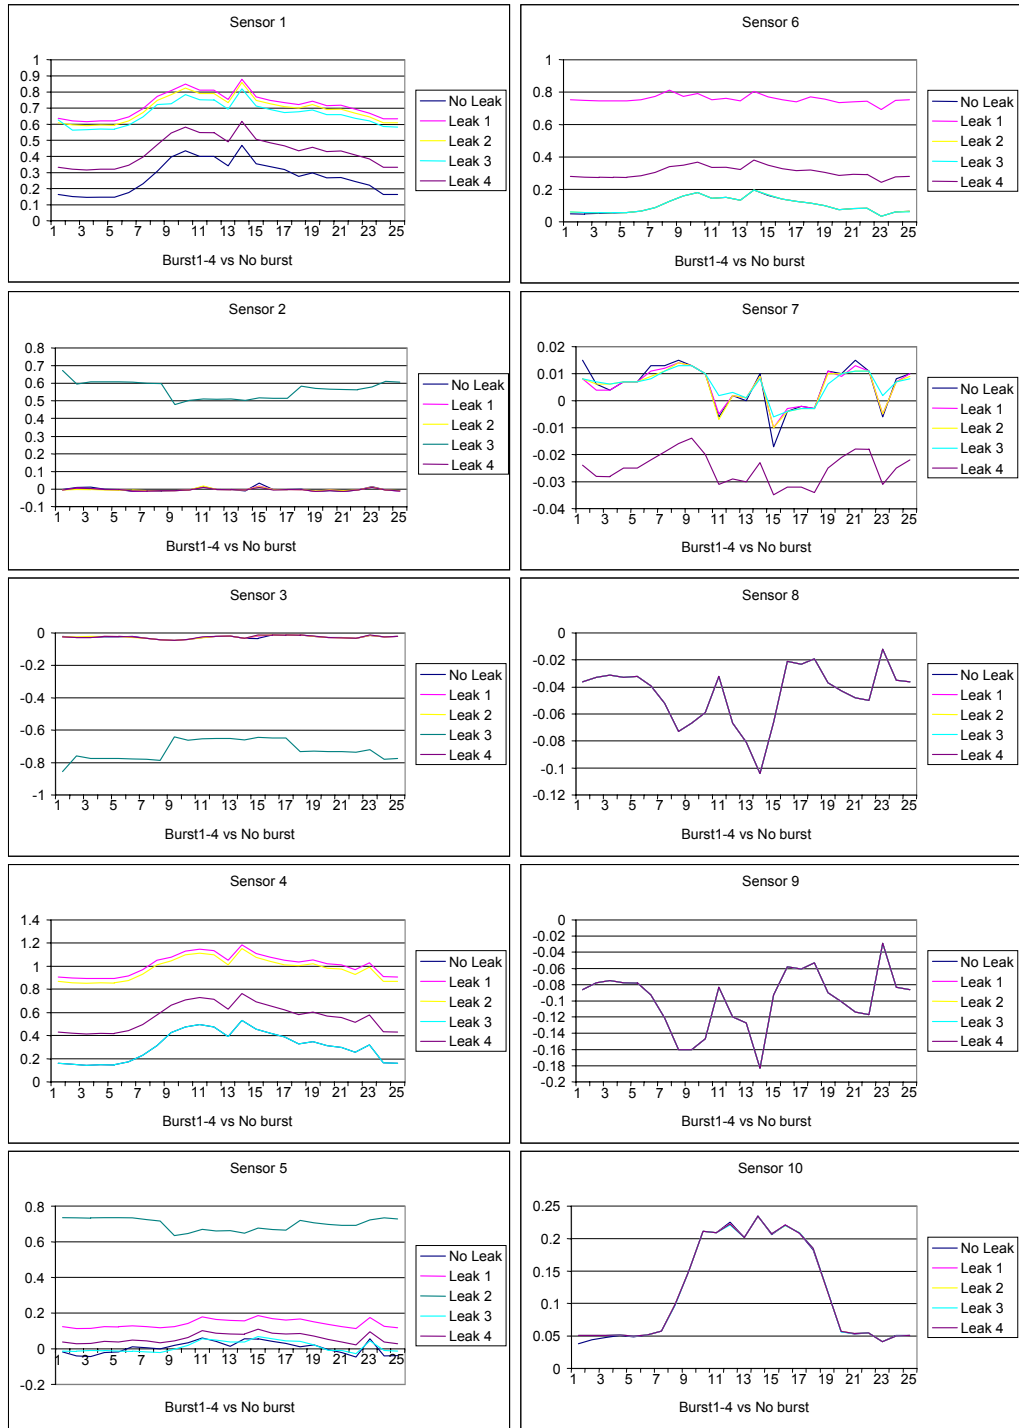 Sensor 1
1
0.9
0.8
0.7
0.6
0.5
0.4
0.3
0.2
0.1
0
1 3 5 7 9 11 13 15 17 19 21 23 25
Burst1-4 vs No burst
No Leak
Leak 1
Leak 2
Leak 3
Leak 4
Sensor 6
1
0.8
0.6
0.4
0.2
0
1 3 5 7 9 11 13 15 17 19 21 23 25
Burst1-4 vs No burst
No Leak
Leak 1
Leak 2
Leak 3
Leak 4
Sensor 2
0.8
0.7
0.6
0.5
0.4
0.3
0.2
0.1
0
-0.1
1 3 5 7 9 11 13 15 17 19 21 23 25
Burst1-4 vs No burst
No Leak
Leak 1
Leak 2
Leak 3
Leak 4
Sensor 7
0.02
0.01
0
-0.01
-0.02
-0.03
-0.04
1 3 5 7 9 11 13 15 17 19 21 23 25
Burst1-4 vs No burst
No Leak
Leak 1
Leak 2
Leak 3
Leak 4
Sensor 3
0
-0.2
-0.4
-0.6
-0.8
-1
1 3 5 7 9 11 13 15 17 19 21 23 25
Burst1-4 vs No burst
No Leak
Leak 1
Leak 2
Leak 3
Leak 4
Sensor 8
0
-0.02
-0.04
-0.06
-0.08
-0.1
-0.12
1 3 5 7 9 11 13 15 17 19 21 23 25
Burst1-4 vs No burst
No Leak
Leak 1
Leak 2
Leak 3
Leak 4
Sensor 4
1.4
1.2
1
0.8
0.6
0.4
0.2
0
1 3 5 7 9 11 13 15 17 19 21 23 25
Burst1-4 vs No burst
No Leak
Leak 1
Leak 2
Leak 3
Leak 4
Sensor 9
0
-0.02
-0.04
-0.06
-0.08
-0.1
-0.12
-0.14
-0.16
-0.18
-0.2
1 3 5 7 9 11 13 15 17 19 21 23 25
Burst1-4 vs No burst
No Leak
Leak 1
Leak 2
Leak 3
Leak 4
Sensor 5
0.8
0.6
0.4
0.2
0
-0.2
1 3 5 7 9 11 13 15 17 19 21 23 25
Burst1-4 vs No burst
No Leak
Leak 1
Leak 2
Leak 3
Leak 4
Sensor 10
0.25
0.2
0.15
0.1
0.05
0
1 3 5 7 9 11 13 15 17 19 21 23 25
Burst1-4 vs No burst
No Leak
Leak 1
Leak 2
Leak 3
Leak 4